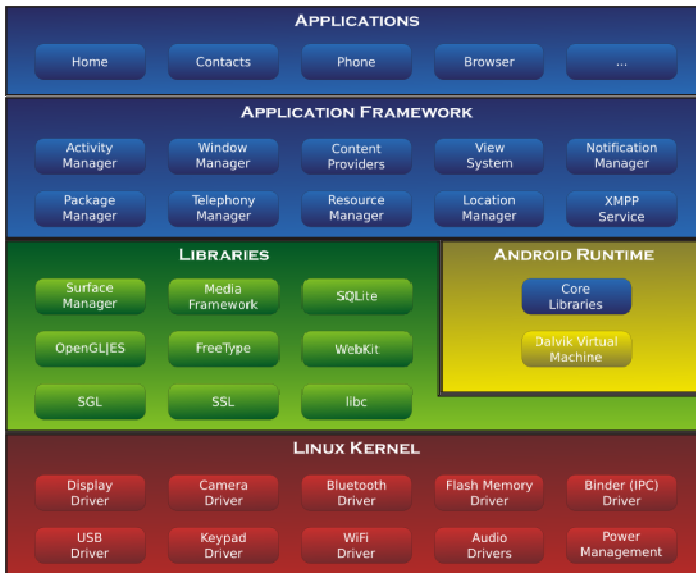 APPLICATIONS
Home Contacts Phone Browser ...
APPLICATION FRAMEWORK
Activity Manager
Window Manager
Content Providers
View System
Notification Manager
Package Manager
Telephony Manager
Resource Manager
Location Manager
XMPP Service
LIBRARIES
Surface Manager
Media Framework
SQLite
OpenGL|ES
FreeType
WebKit
SGL
SSL
libc
ANDROID RUNTIME
Core Libraries
Dalvik Virtual Machine
LINUX KERNEL
Display Driver
Camera Driver
Bluetooth Driver
Flash Memory Driver
Binder (IPC) Driver
USB Driver
Keypad Driver
WiFi Driver
Audio Drivers
Power Management